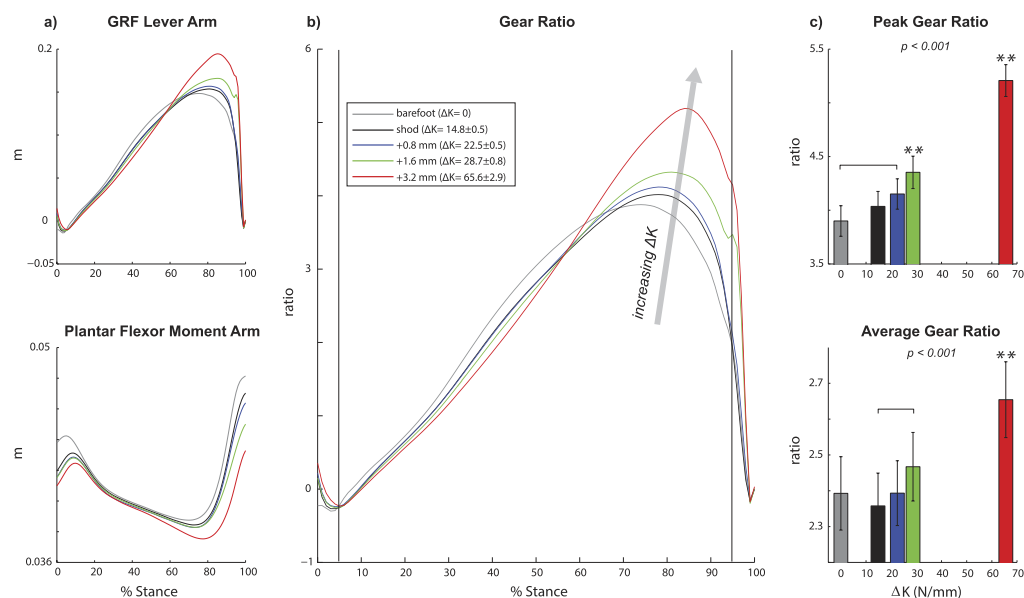 a)
GRF Lever Arm
0.2
m
0
−0.05
0 20 40 60 80 100
Plantar Flexor Moment Arm
0.05
m
0.036
0 20 40 60 80 100
% Stance
b)
Gear Ratio
6
ratio
3
0
−1
barefoot (ΔK= 0)
shod (ΔK= 14.8±0.5)
+0.8 mm (ΔK= 22.5±0.5)
+1.6 mm (ΔK= 28.7±0.8)
+3.2 mm (ΔK= 65.6±2.9)
increasing ΔK
0 10 20 30 40 50 60 70 80 90 100
% Stance
c)
Peak Gear Ratio
p < 0.001
5.5
**
4.5
**
ratio
3.5
0 10 20 30 40 50 60 70
Average Gear Ratio
p < 0.001
**
2.7
2.5
ratio
2.3
0 10 20 30 40 50 60 70
ΔK (N/mm)